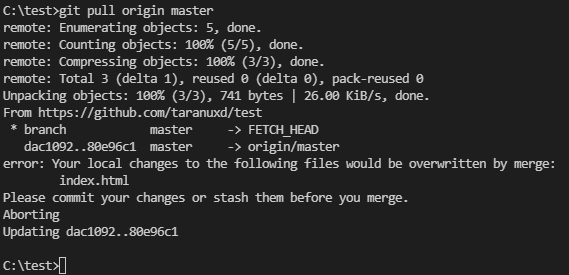 C:\test>git pull origin master
remote: Enumerating objects: 5, done.
remote: Counting objects: 100% (5/5), done.
remote: Compressing objects: 100% (3/3), done.
remote: Total 3 (delta 1), reused 0 (delta 0), pack-reused 0
Unpacking objects: 100% (3/3), 741 bytes | 26.00 KiB/s, done.
From https://github.com/taranuxd/test
 * branch            master     -> FETCH_HEAD
   dac1092..80e96c1  master     -> origin/master
error: Your local changes to the following files would be overwritten by merge:
        index.html
Please commit your changes or stash them before you merge.
Aborting
Updating dac1092..80e96c1
C:\test>